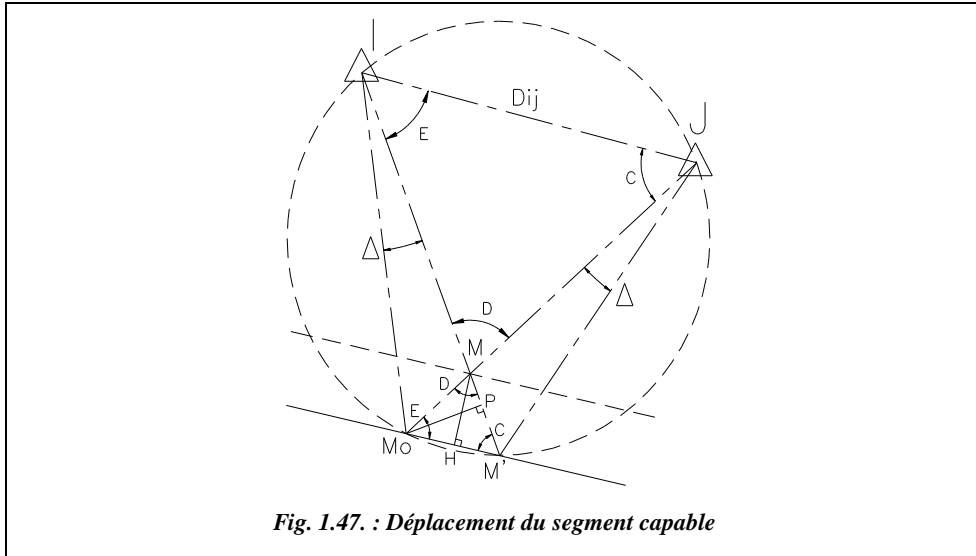 I
Dij
J
E
C
Δ
D
Δ
M
D
P
E
C
Mo
H
M'
Fig. 1.47. : Déplacement du segment capable